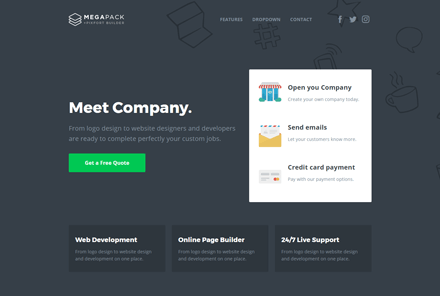 MEGAPACK
FEATURES DROPDOWN CONTACT
Meet Company.
From logo design to website designers and developers
are ready to complete perfectly your custom jobs.
Get a Free Quote
Open you Company
Create your own company today.
Send emails
Let your customers know more.
Credit card payment
Pay with our payment options.
Web Development
From logo design to website design
and development on one place.
Online Page Builder
From logo design to website design
and development on one place.
24/7 Live Support
From logo design to website design
and development on one place.